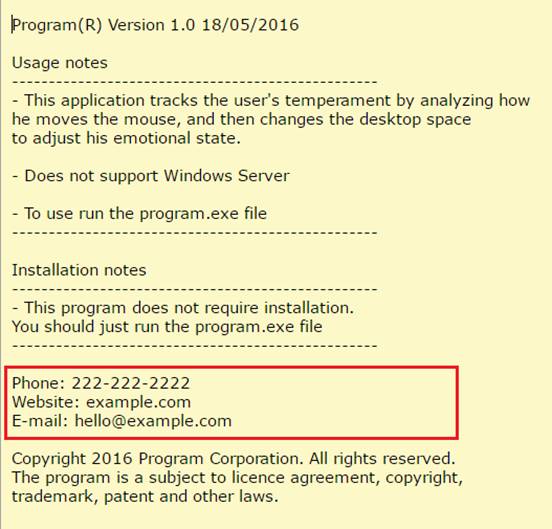 Program(R) Version 1.0 18/05/2016
Usage notes
--------------------------------------------------
- This application tracks the user's temperament by analyzing how
he moves the mouse, and then changes the desktop space
to adjust his emotional state.
- Does not support Windows Server
- To use run the program.exe file
--------------------------------------------------
Installation notes
--------------------------------------------------
- This program does not require installation.
You should just run the program.exe file
--------------------------------------------------
Phone: 222-222-2222
Website: example.com
E-mail: hello@example.com
Copyright 2016 Program Corporation. All rights reserved.
The program is a subject to licence agreement, copyright,
trademark, patent and other laws.